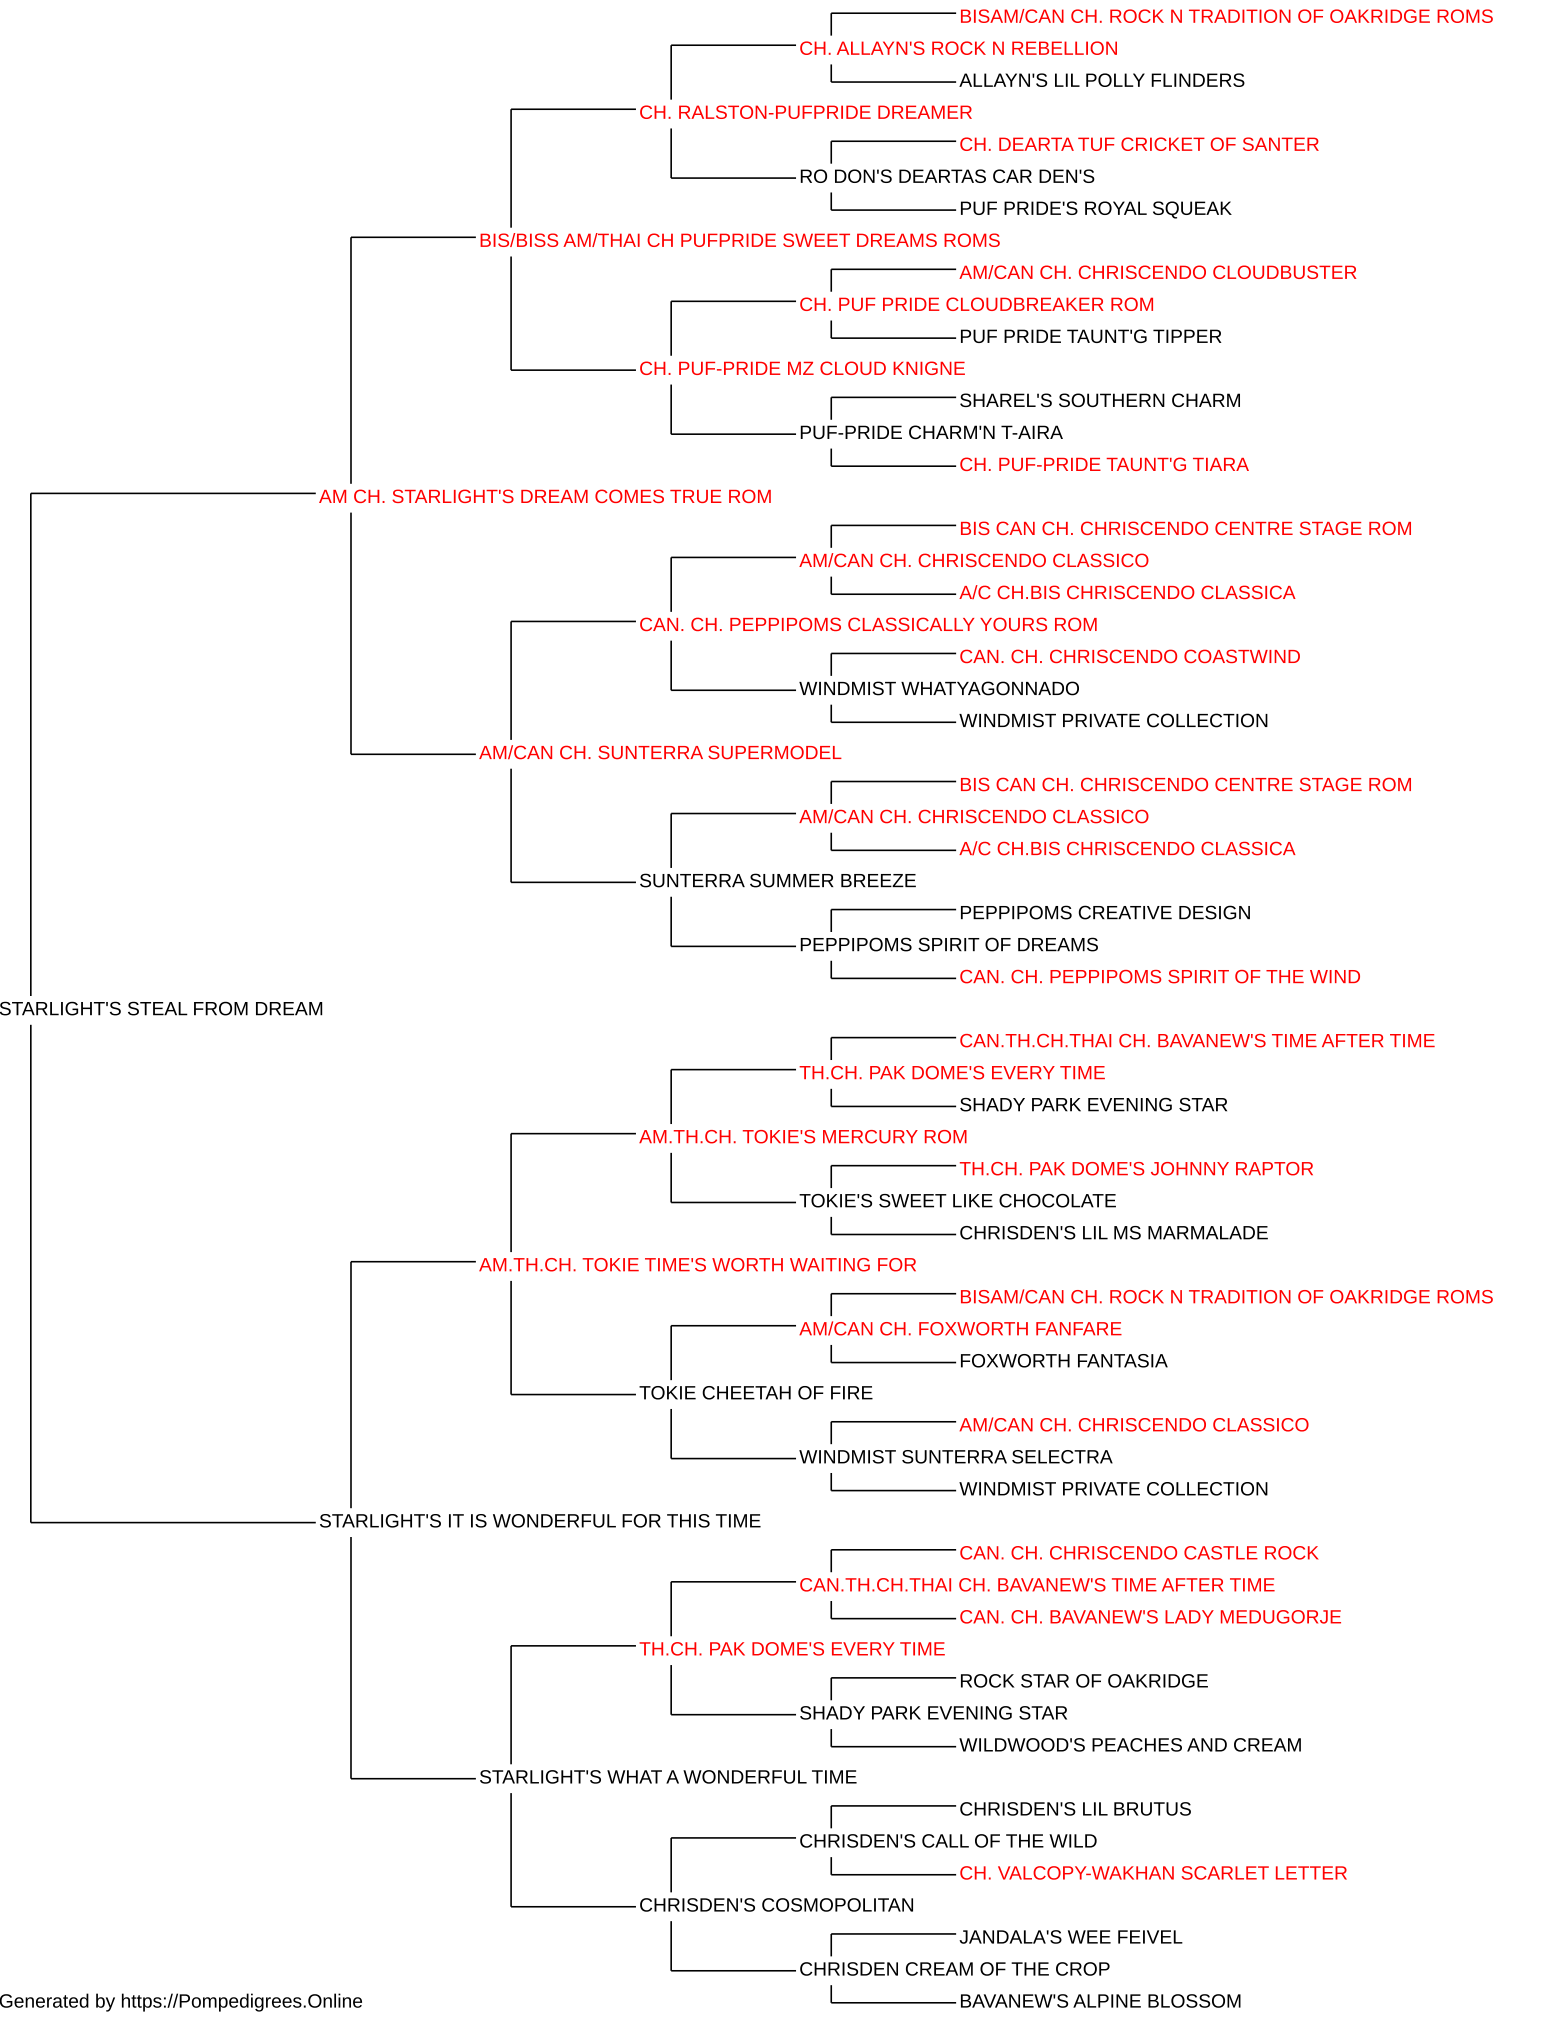 BISAM/CAN CH. ROCK N TRADITION OF OAKRIDGE ROMS
CH. ALLAYN'S ROCK N REBELLION
ALLAYN'S LIL POLLY FLINDERS
CH. RALSTON-PUFPRIDE DREAMER
CH. DEARTA TUF CRICKET OF SANTER
RO DON'S DEARTAS CAR DEN'S
PUF PRIDE'S ROYAL SQUEAK
BIS/BISS AM/THAI CH PUFPRIDE SWEET DREAMS ROMS
AM/CAN CH. CHRISCENDO CLOUDBUSTER
CH. PUF PRIDE CLOUDBREAKER ROM
PUF PRIDE TAUNT'G TIPPER
CH. PUF-PRIDE MZ CLOUD KNIGNE
SHAREL'S SOUTHERN CHARM
PUF-PRIDE CHARM'N T-AIRA
CH. PUF-PRIDE TAUNT'G TIARA
AM CH. STARLIGHT'S DREAM COMES TRUE ROM
BIS CAN CH. CHRISCENDO CENTRE STAGE ROM
AM/CAN CH. CHRISCENDO CLASSICO
A/C CH.BIS CHRISCENDO CLASSICA
CAN. CH. PEPPIPOMS CLASSICALLY YOURS ROM
CAN. CH. CHRISCENDO COASTWIND
WINDMIST WHATYAGONNADO
WINDMIST PRIVATE COLLECTION
AM/CAN CH. SUNTERRA SUPERMODEL
BIS CAN CH. CHRISCENDO CENTRE STAGE ROM
AM/CAN CH. CHRISCENDO CLASSICO
A/C CH.BIS CHRISCENDO CLASSICA
SUNTERRA SUMMER BREEZE
PEPPIPOMS CREATIVE DESIGN
PEPPIPOMS SPIRIT OF DREAMS
CAN. CH. PEPPIPOMS SPIRIT OF THE WIND
STARLIGHT'S STEAL FROM DREAM
CAN.TH.CH.THAI CH. BAVANEW'S TIME AFTER TIME
TH.CH. PAK DOME'S EVERY TIME
SHADY PARK EVENING STAR
AM.TH.CH. TOKIE'S MERCURY ROM
TH.CH. PAK DOME'S JOHNNY RAPTOR
TOKIE'S SWEET LIKE CHOCOLATE
CHRISDEN'S LIL MS MARMALADE
AM.TH.CH. TOKIE TIME'S WORTH WAITING FOR
BISAM/CAN CH. ROCK N TRADITION OF OAKRIDGE ROMS
AM/CAN CH. FOXWORTH FANFARE
FOXWORTH FANTASIA
TOKIE CHEETAH OF FIRE
AM/CAN CH. CHRISCENDO CLASSICO
WINDMIST SUNTERRA SELECTRA
WINDMIST PRIVATE COLLECTION
STARLIGHT'S IT IS WONDERFUL FOR THIS TIME
CAN. CH. CHRISCENDO CASTLE ROCK
CAN.TH.CH.THAI CH. BAVANEW'S TIME AFTER TIME
CAN. CH. BAVANEW'S LADY MEDUGORJE
TH.CH. PAK DOME'S EVERY TIME
ROCK STAR OF OAKRIDGE
SHADY PARK EVENING STAR
WILDWOOD'S PEACHES AND CREAM
STARLIGHT'S WHAT A WONDERFUL TIME
CHRISDEN'S LIL BRUTUS
CHRISDEN'S CALL OF THE WILD
CH. VALCOPY-WAKHAN SCARLET LETTER
CHRISDEN'S COSMOPOLITAN
JANDALA'S WEE FEIVEL
CHRISDEN CREAM OF THE CROP
BAVANEW'S ALPINE BLOSSOM
Generated by https://Pompedigrees.Online